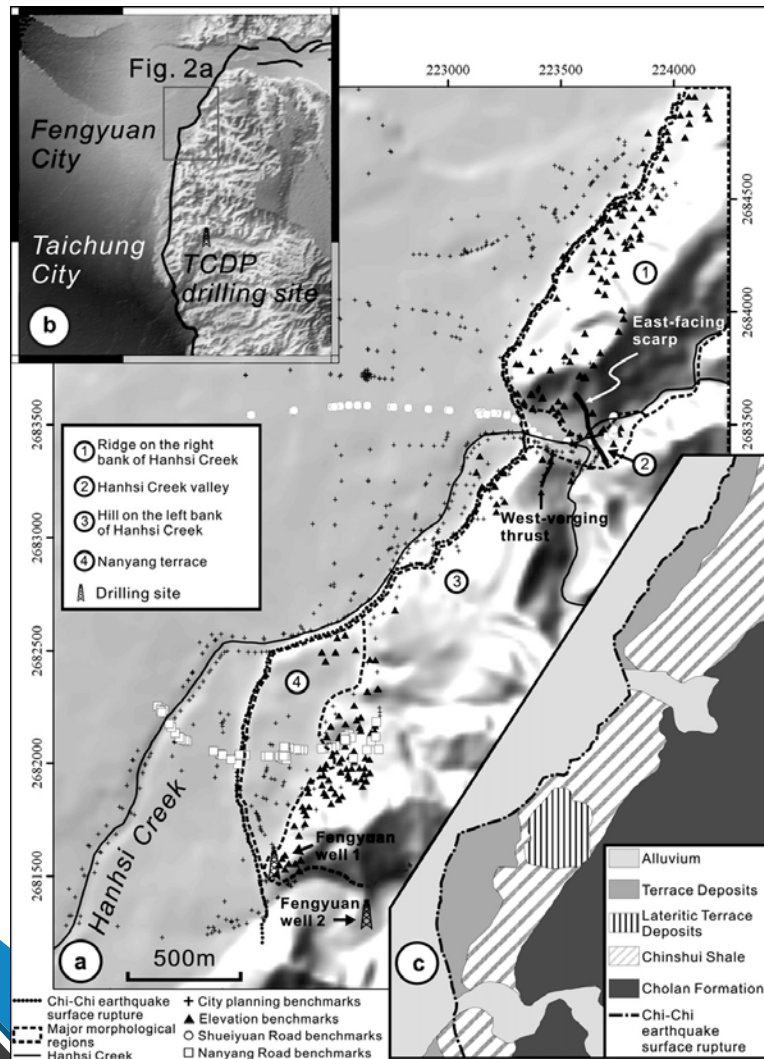 Fig. 2a
Fengyuan
City
Taichung
City
TCDP
drilling site
b
223000
223500
224000
2684500
2684000
2683500
2683500
2683000
2682500
2682000
2681500
1
East-facing
scarp
2
West-verging
thrust
3
4
1 Ridge on the right
bank of Hanhsi Creek
2 Hanhsi Creek valley
3 Hill on the left bank
of Hanhsi Creek
4 Nanyang terrace
Drilling site
Hanhsi Creek
Fengyuan
well 1
Fengyuan
well 2
a
500m
c
Alluvium
Terrace Deposits
Lateritic Terrace
Deposits
Chinshui Shale
Cholan Formation
Chi-Chi
earthquake
surface rupture
Chi-Chi earthquake
surface rupture
Major morphological
regions
Hanhsi Creek
City planning benchmarks
Elevation benchmarks
Shueiyuan Road benchmarks
Nanyang Road benchmarks